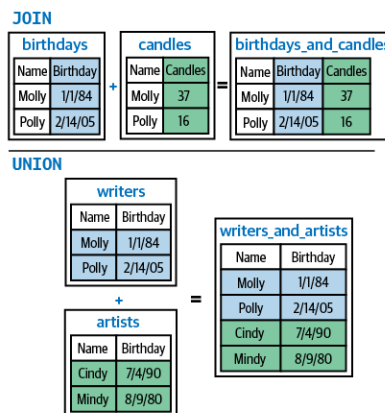 JOIN
birthdays
Name Birthday
Molly 1/1/84
Polly 2/14/05
+
candles
Name Candles
Molly 37
Polly 16
=
birthdays_and_candles
Name Birthday Candles
Molly 1/1/84 37
Polly 2/14/05 16
UNION
writers
Name Birthday
Molly 1/1/84
Polly 2/14/05
+
artists
Name Birthday
Cindy 7/4/90
Mindy 8/9/80
=
writers_and_artists
Name Birthday
Molly 1/1/84
Polly 2/14/05
Cindy 7/4/90
Mindy 8/9/80